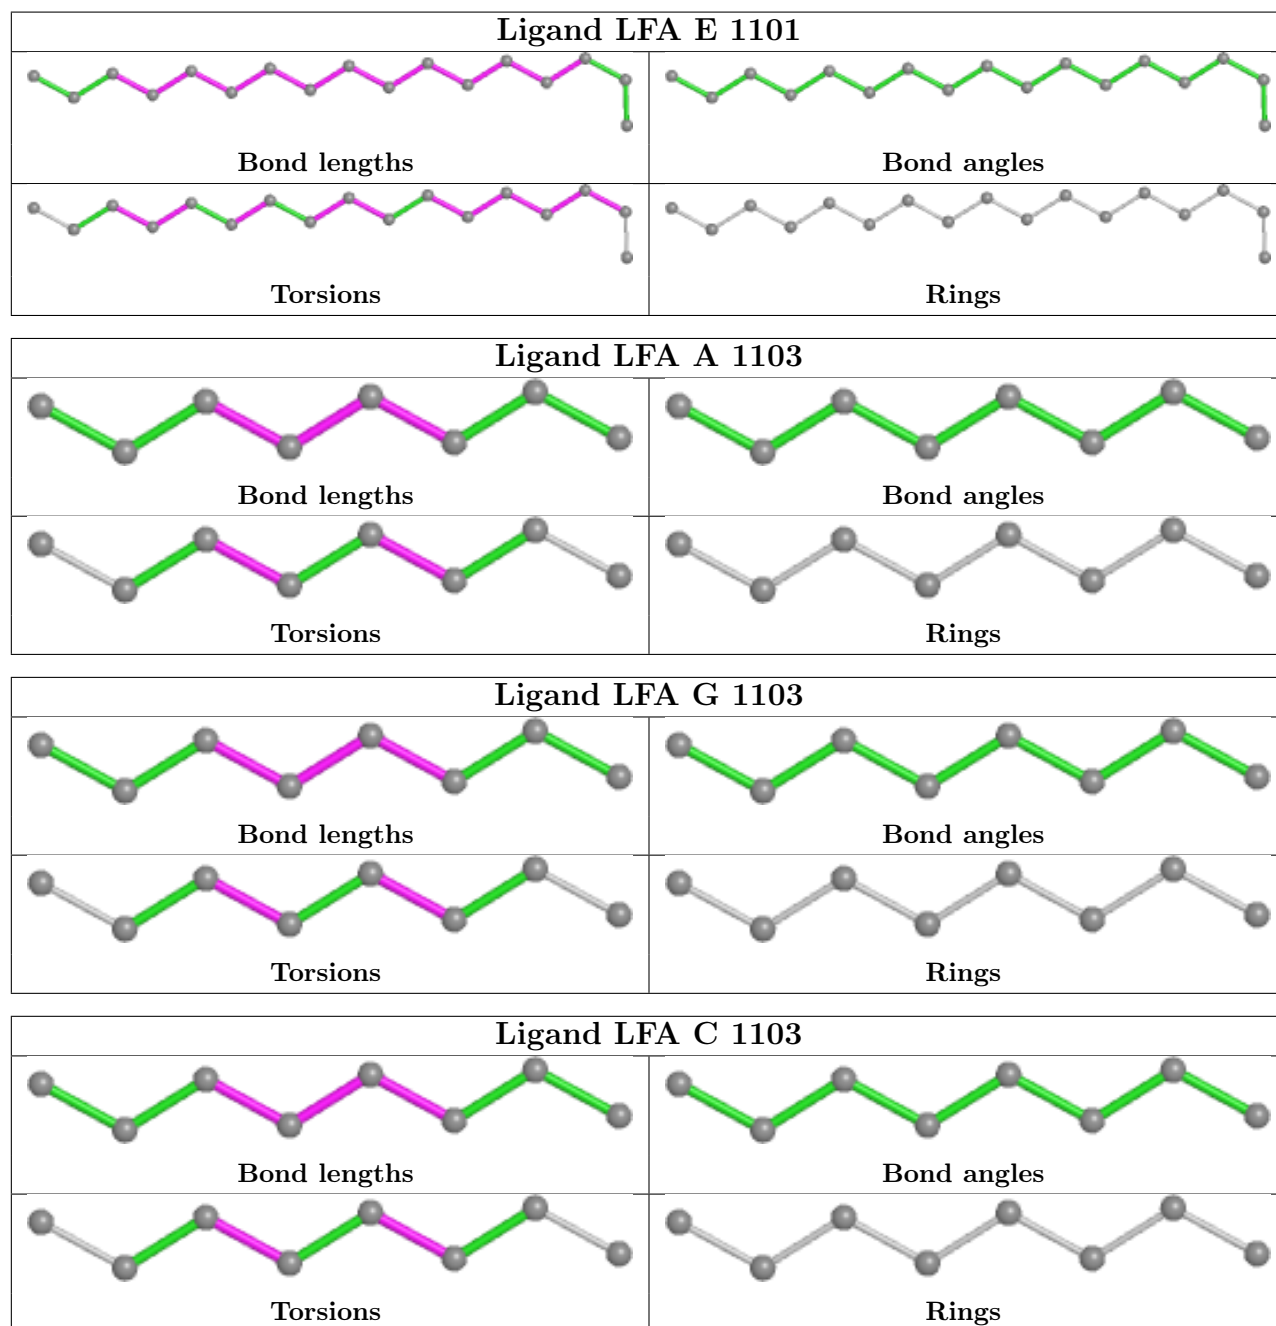 Ligand LFA E 1101
Bond lengths
Bond angles
Torsions
Rings
Ligand LFA A 1103
Bond lengths
Bond angles
Torsions
Rings
Ligand LFA G 1103
Bond lengths
Bond angles
Torsions
Rings
Ligand LFA C 1103
Bond lengths
Bond angles
Torsions
Rings